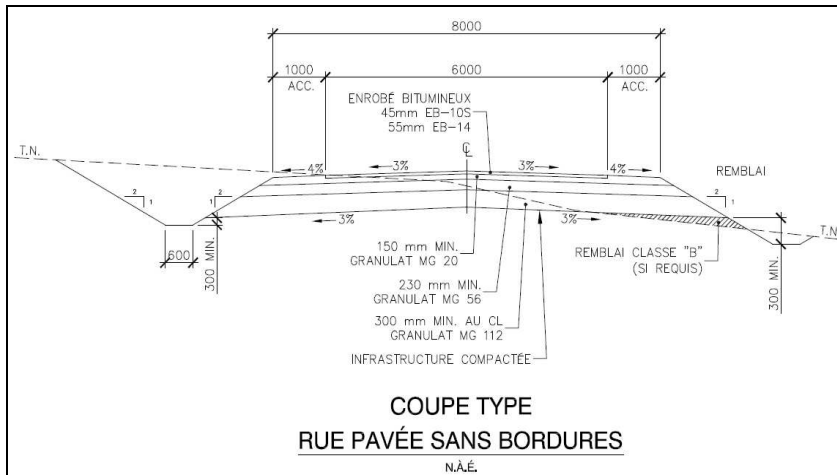 8000
1000
6000
1000
ACC.
ACC.
ENROBÉ BITUMINEUX
45mm EB-10S
55mm EB-14
℄
T.N.
4%
3%
3%
4%
REMBLAI
2
1
2
1
2
1
3%
3%
T.N.
600
300 MIN.
150 mm MIN.
GRANULAT MG 20
REMBLAI CLASSE "B"
(SI REQUIS)
300 MIN.
230 mm MIN.
GRANULAT MG 56
300 mm MIN. AU CL
GRANULAT MG 112
INFRASTRUCTURE COMPACTÉE
COUPE TYPE
RUE PAVÉE SANS BORDURES
N.À.É.